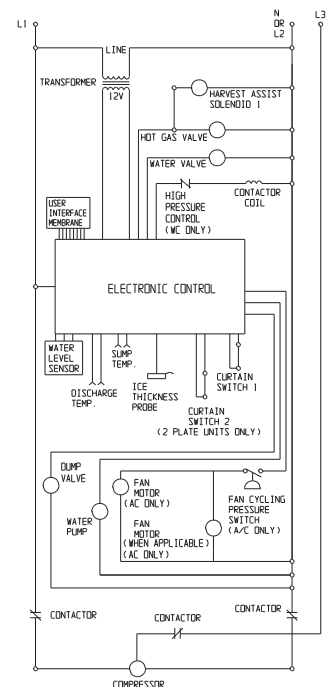 L1
N
OR
L2
L3
LINE
TRANSFORMER
12V
HARVEST ASSIST
SOLENOID 1
HOT GAS VALVE
WATER VALVE
HIGH
PRESSURE
CONTROL
(WC ONLY)
CONTACTOR
COIL
USER
INTERFACE
MEMBRANE
ELECTRONIC CONTROL
WATER
LEVEL
SENSOR
SUMP
TEMP.
DISCHARGE
TEMP.
ICE
THICKNESS
PROBE
CURTAIN
SWITCH 1
CURTAIN
SWITCH 2
(2 PLATE UNITS ONLY)
DUMP
VALVE
WATER
PUMP
FAN
MOTOR
(AC ONLY)
FAN
MOTOR
(WHEN APPLICABLE)
(AC ONLY)
FAN CYCLING
PRESSURE
SWITCH
(A/C ONLY)
CONTACTOR
CONTACTOR
CONTACTOR
COMPRESSOR